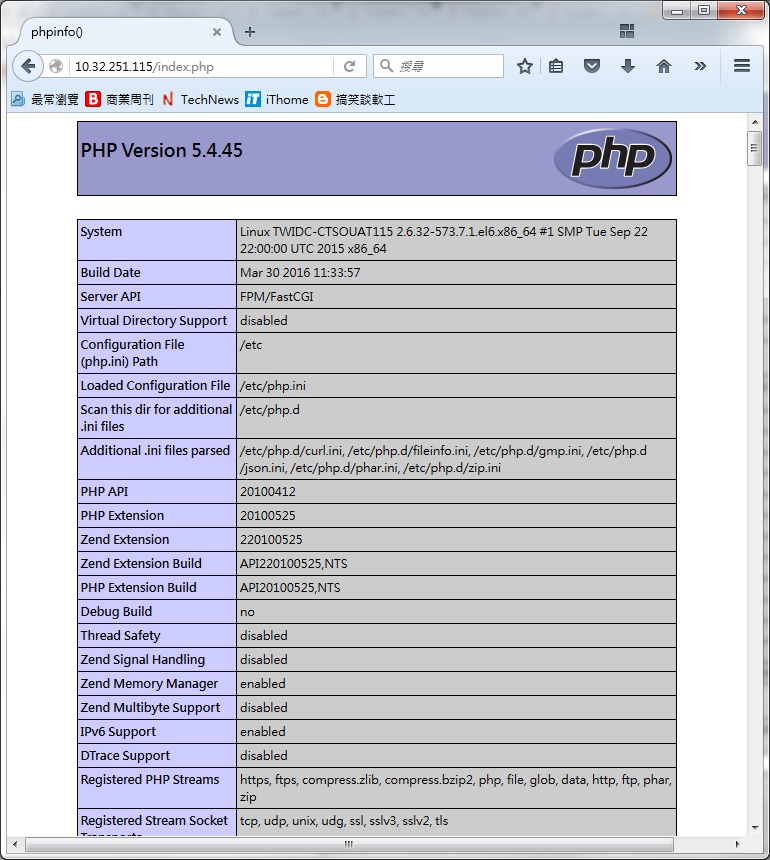 phpinfo()
10.32.251.115/index.php
搜尋
最常瀏覽 商業周刊 TechNews iThome 搞笑談軟工
PHP Version 5.4.45
php
System
Linux TWIDC-CTSOUAT115 2.6.32-573.7.1.el6.x86_64 #1 SMP Tue Sep 22
22:00:00 UTC 2015 x86_64
Build Date
Mar 30 2016 11:33:57
Server API
FPM/FastCGI
Virtual Directory Support
disabled
Configuration File
(php.ini) Path
/etc
Loaded Configuration File
/etc/php.ini
Scan this dir for additional
.ini files
/etc/php.d
Additional .ini files parsed
/etc/php.d/curl.ini, /etc/php.d/fileinfo.ini, /etc/php.d/gmp.ini, /etc/php.d
/json.ini, /etc/php.d/phar.ini, /etc/php.d/zip.ini
PHP API
20100412
PHP Extension
20100525
Zend Extension
220100525
Zend Extension Build
API220100525,NTS
PHP Extension Build
API20100525,NTS
Debug Build
no
Thread Safety
disabled
Zend Signal Handling
disabled
Zend Memory Manager
enabled
Zend Multibyte Support
disabled
IPv6 Support
enabled
DTrace Support
disabled
Registered PHP Streams
https, ftps, compress.zlib, compress.bzip2, php, file, glob, data, http, ftp, phar,
zip
Registered Stream Socket
Transports
tcp, udp, unix, udg, ssl, sslv3, sslv2, tls